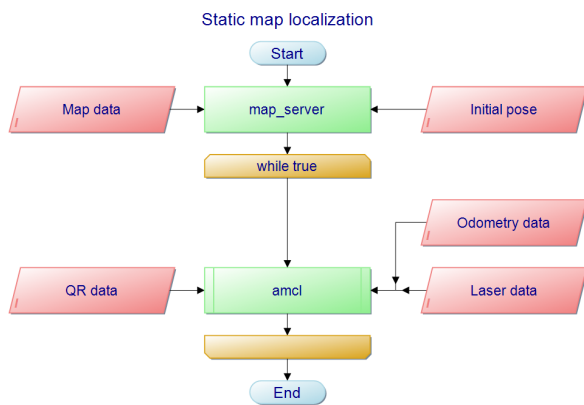 Static map localization
Start
Map data
map_server
Initial pose
while true
Odometry data
QR data
amcl
Laser data
End